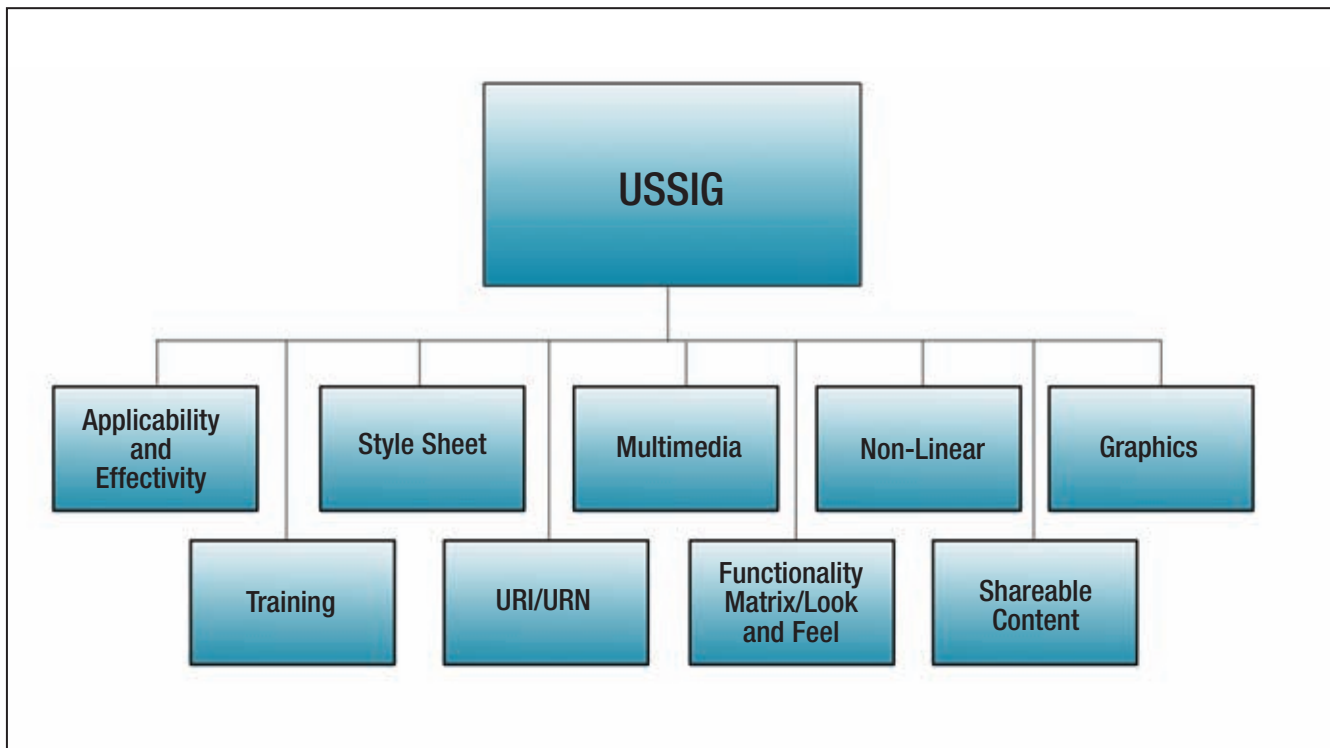 USSIG
Applicability
and
Effectivity
Style Sheet
Multimedia
Non-Linear
Graphics
Training
URI/URN
Functionality
Matrix/Look
and Feel
Shareable
Content